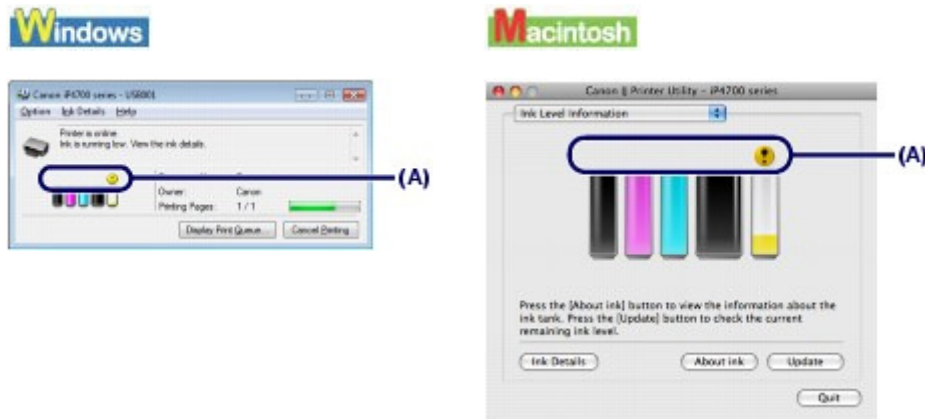 Windows
Canon iP4700 series - USB001
Option Ink Details Help
Printer is online
Ink is running low. View the ink details.
Owner: Canon
Printing Pages: 1 / 1
Display Print Queue... Cancel Printing
(A)
Macintosh
Canon IJ Printer Utility - iP4700 series
Ink Level Information
(A)
Press the [About ink] button to view the information about the
ink tank. Press the [Update] button to check the current
remaining ink level.
Ink Details About ink Update
Quit